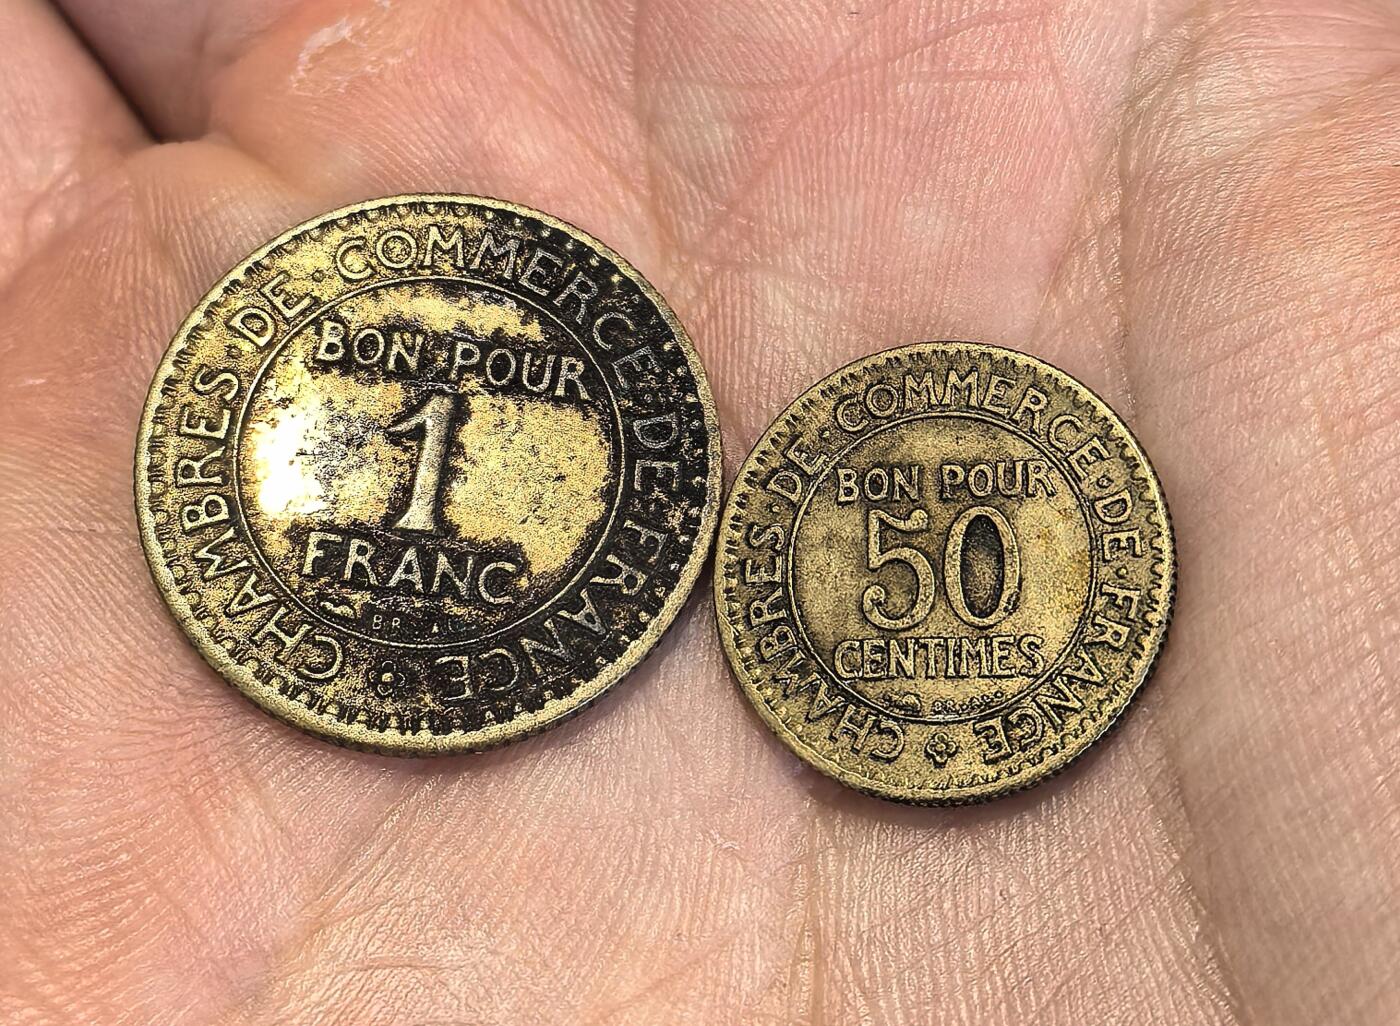 CHAMBRES · DE · COMMERCE · DE · FRANCE
BON POUR
1
FRANC
CHAMBRES · DE · COMMERCE · DE · FRANCE
BON POUR
50
CENTIMES